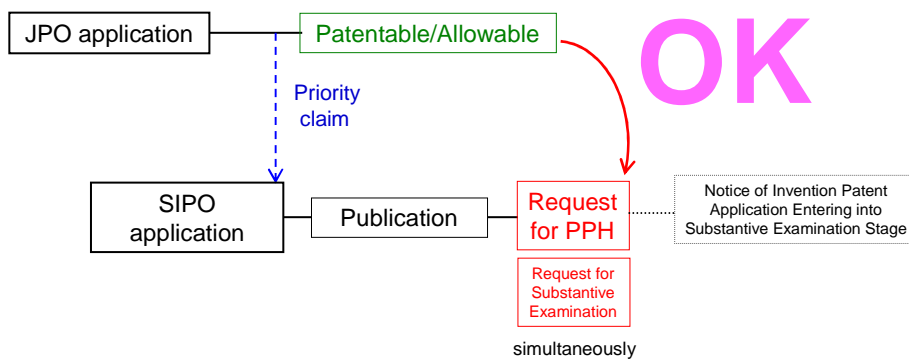 JPO application
Patentable/Allowable
OK
Priority
claim
SIPO
application
Publication
Request
for PPH
Notice of Invention Patent
Application Entering into
Substantive Examination Stage
Request for
Substantive
Examination
simultaneously